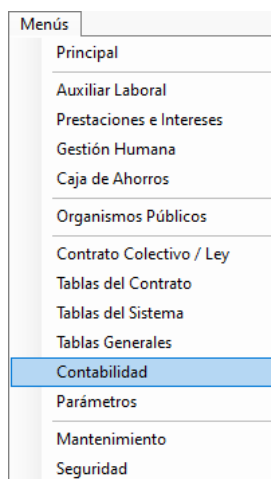 Menús
Principal
Auxiliar Laboral
Prestaciones e Intereses
Gestión Humana
Caja de Ahorros
Organismos Públicos
Contrato Colectivo / Ley
Tablas del Contrato
Tablas del Sistema
Tablas Generales
Contabilidad
Parámetros
Mantenimiento
Seguridad